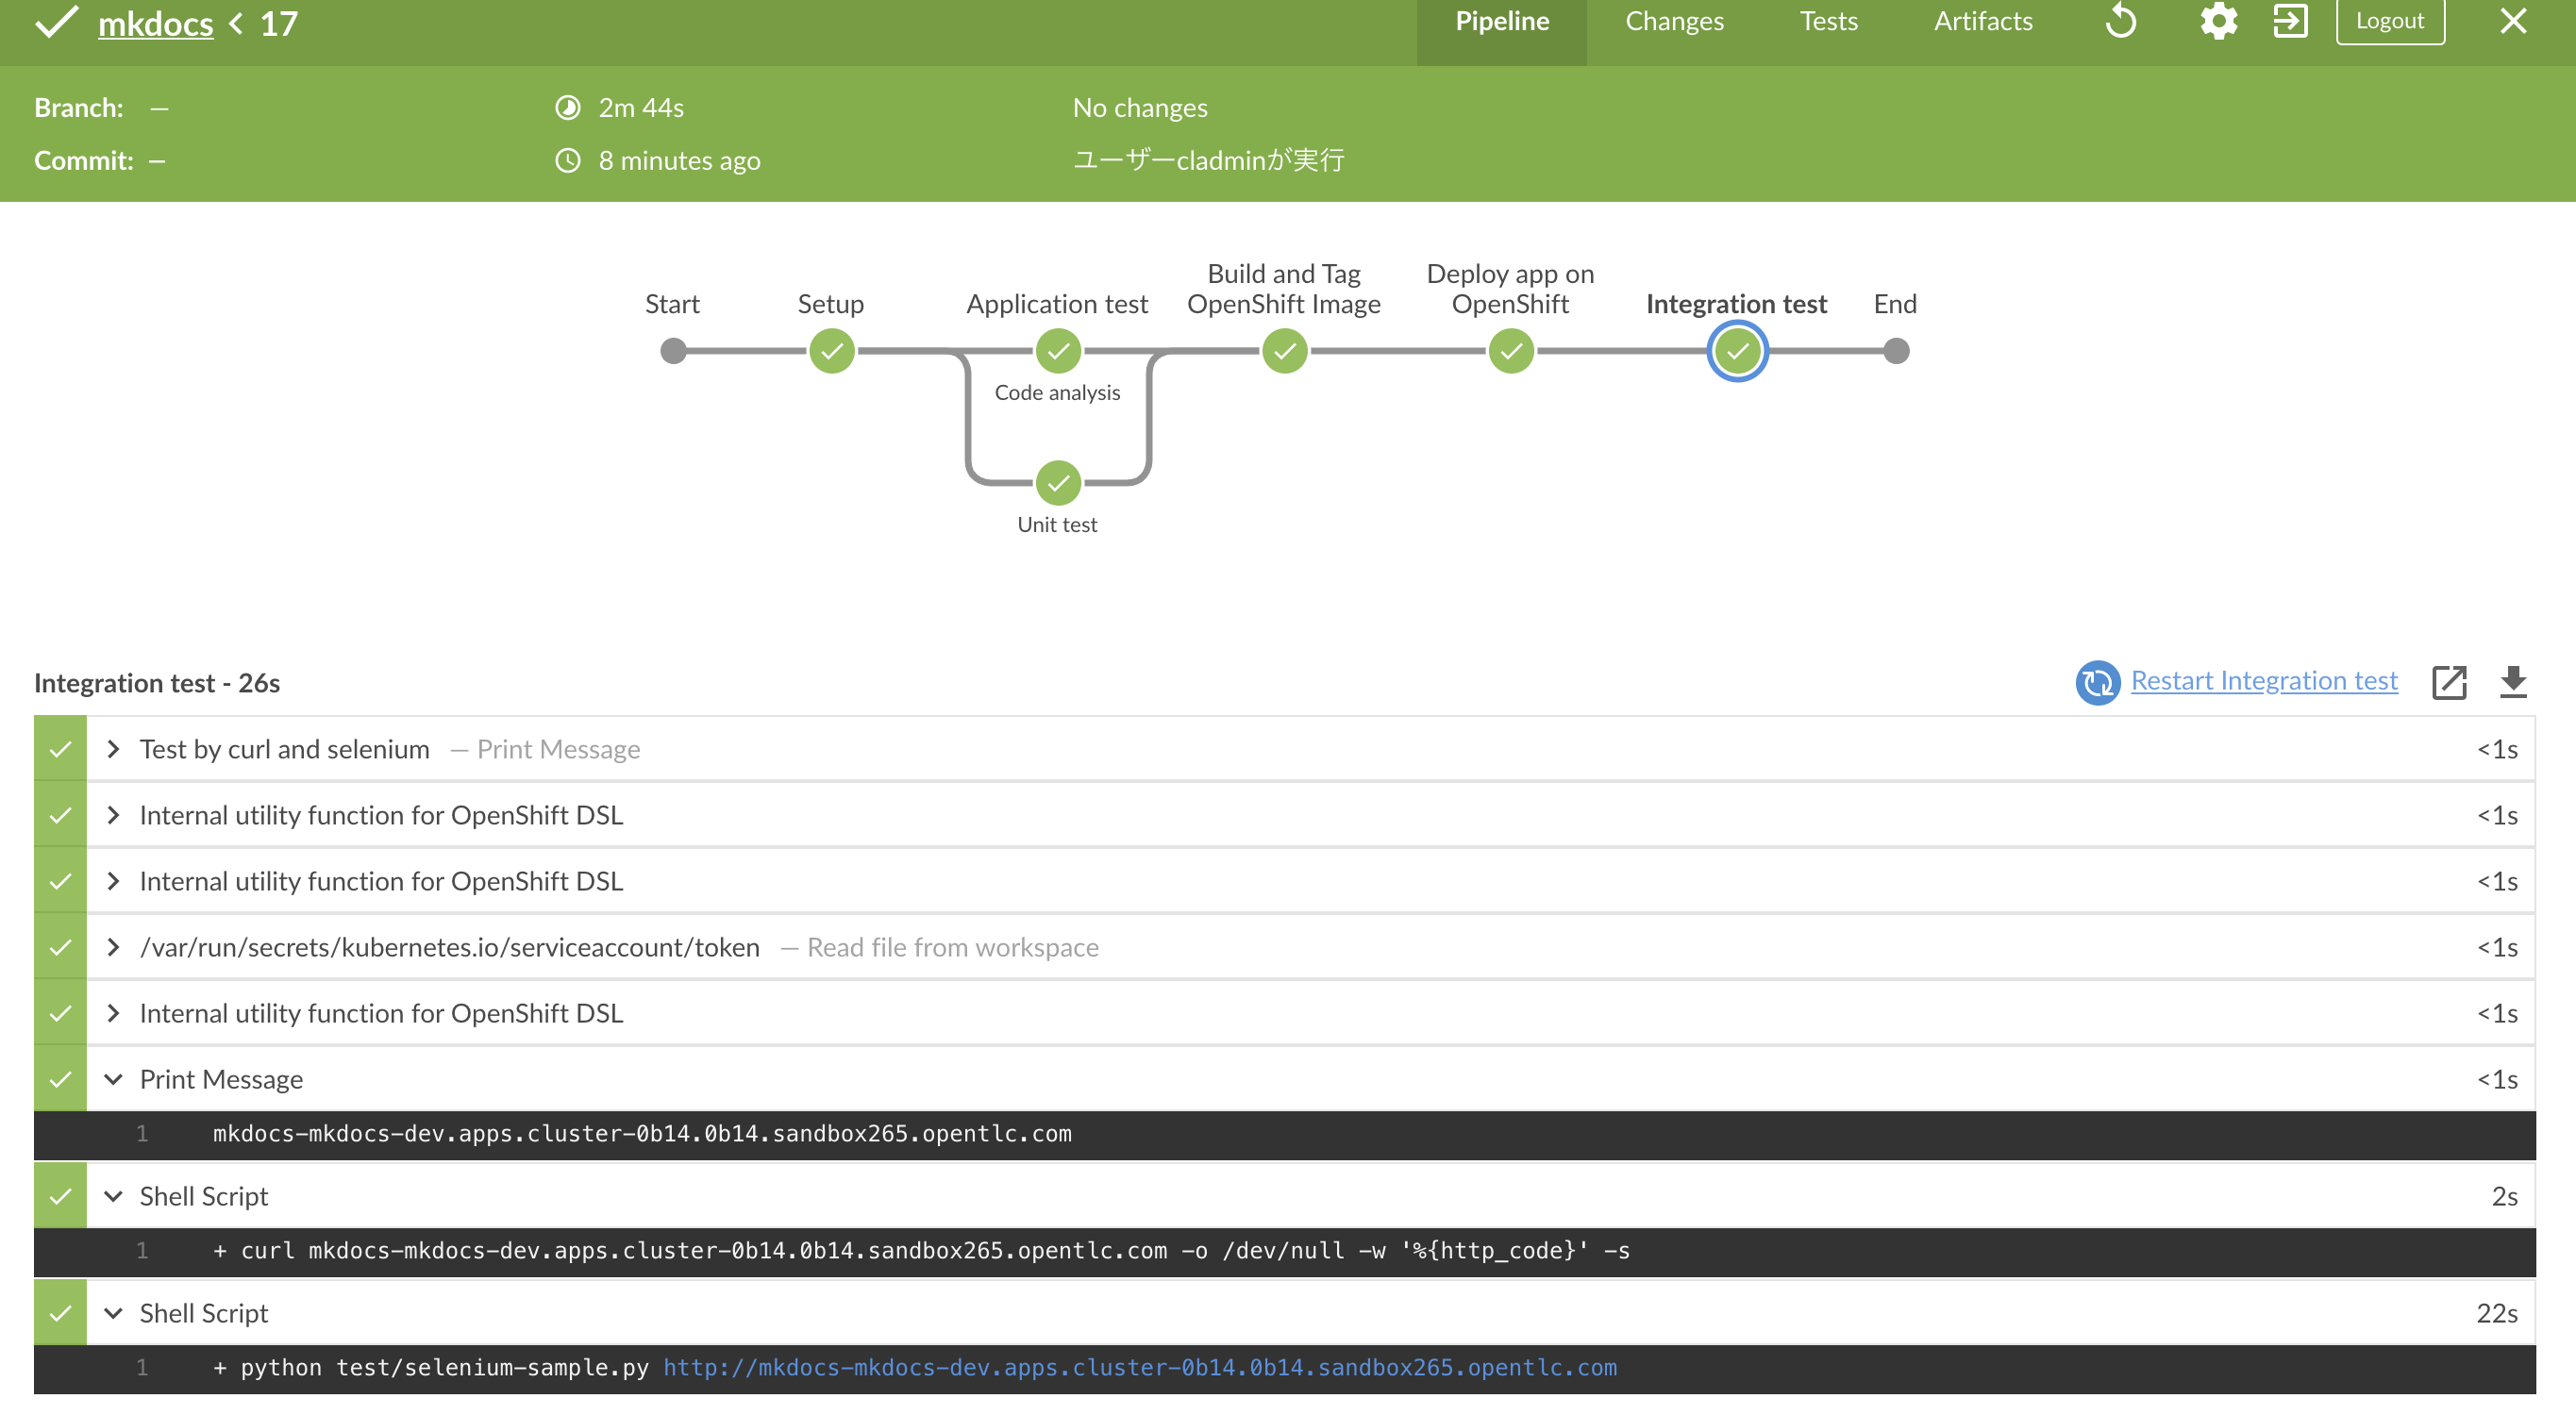 mkdocs < 17
Pipeline Changes Tests Artifacts Logout
Branch: — 2m 44s No changes
Commit: — 8 minutes ago ユーザーcladminが実行
Start Setup Application test Build and Tag OpenShift Image Deploy app on OpenShift Integration test End
Code analysis
Unit test
Integration test - 26s Restart Integration test
Test by curl and selenium — Print Message <1s
Internal utility function for OpenShift DSL <1s
Internal utility function for OpenShift DSL <1s
/var/run/secrets/kubernetes.io/serviceaccount/token — Read file from workspace <1s
Internal utility function for OpenShift DSL <1s
Print Message <1s
1 mkdocs-mkdocs-dev.apps.cluster-0b14.0b14.sandbox265.opentlc.com
Shell Script 2s
1 + curl mkdocs-mkdocs-dev.apps.cluster-0b14.0b14.sandbox265.opentlc.com -o /dev/null -w '%{http_code}' -s
Shell Script 22s
1 + python test/selenium-sample.py http://mkdocs-mkdocs-dev.apps.cluster-0b14.0b14.sandbox265.opentlc.com